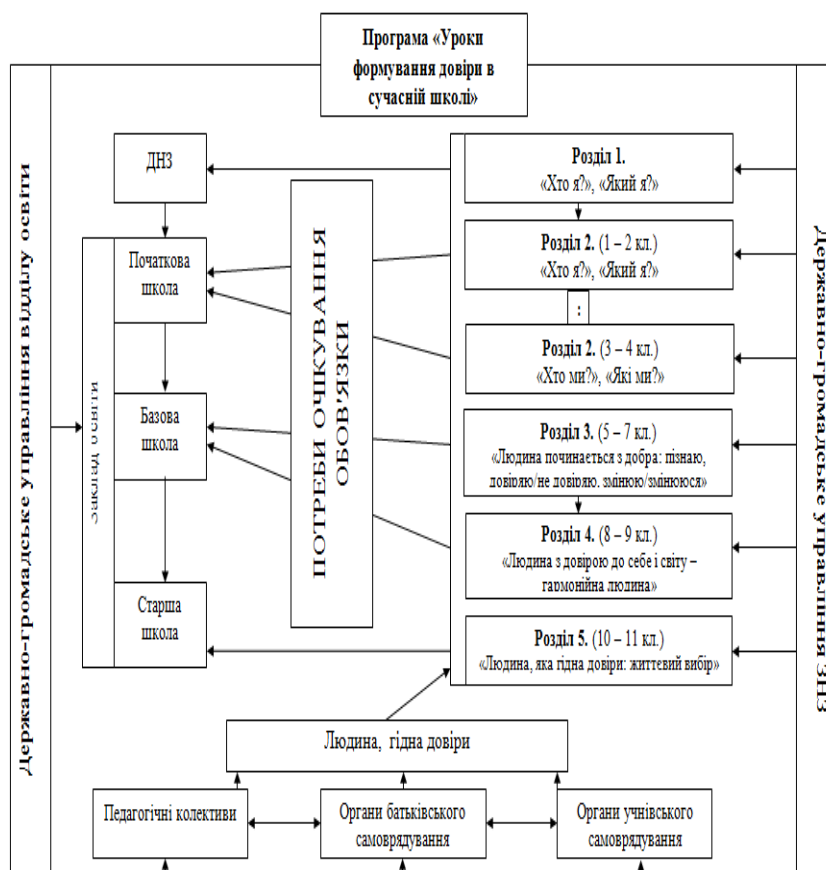 Програма «Уроки
формування довіри в
сучасній школі»
Державно-громадське управління відділу освіти
ДНЗ
Заклад освіти
Початкова
школа
Базова
школа
Старша
школа
ПОТРЕБИ ОЧІКУВАННЯ
ОБОВ'ЯЗКИ
Розділ 1.
«Хто я?», «Який я?»
Розділ 2. (1 – 2 кл.)
«Хто я?», «Який я?»
:
Розділ 2. (3 – 4 кл.)
«Хто ми?», «Які ми?»
Розділ 3. (5 – 7 кл.)
«Людина починається з добра: пізнаю,
довіряю/не довіряю, змінюю/змінююся»
Розділ 4. (8 – 9 кл.)
«Людина з довірою до себе і світу –
гармонійна людина»
Розділ 5. (10 – 11 кл.)
«Людина, яка гідна довіри: життєвий вибір»
Державно-громадське управління ЗНЗ
Людина, гідна довіри
Педагогічні колективи
Органи батьківського
самоврядування
Органи учнівського
самоврядування